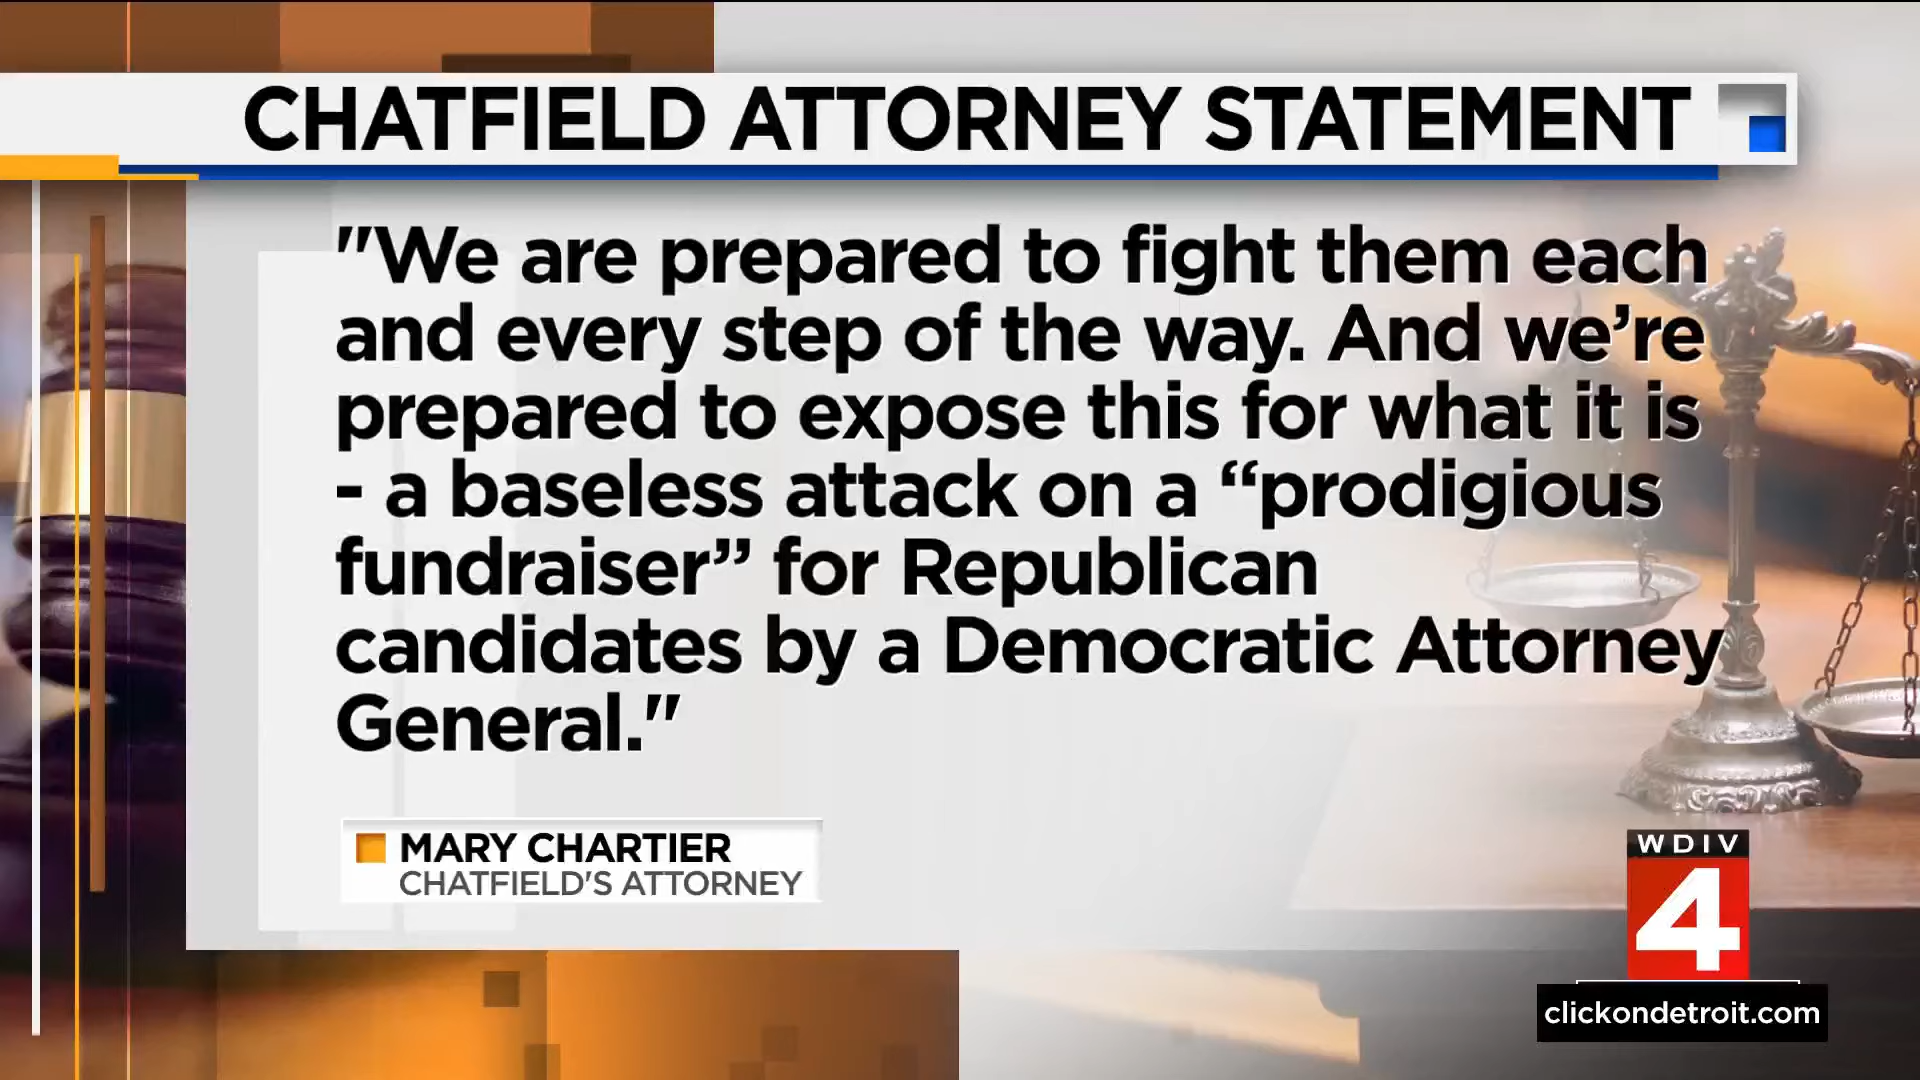 CHATFIELD ATTORNEY STATEMENT
"We are prepared to fight them each
and every step of the way. And we’re
prepared to expose this for what it is
- a baseless attack on a “prodigious
fundraiser” for Republican
candidates by a Democratic Attorney
General."
MARY CHARTIER
CHATFIELD'S ATTORNEY
WDIV
4
clickondetroit.com